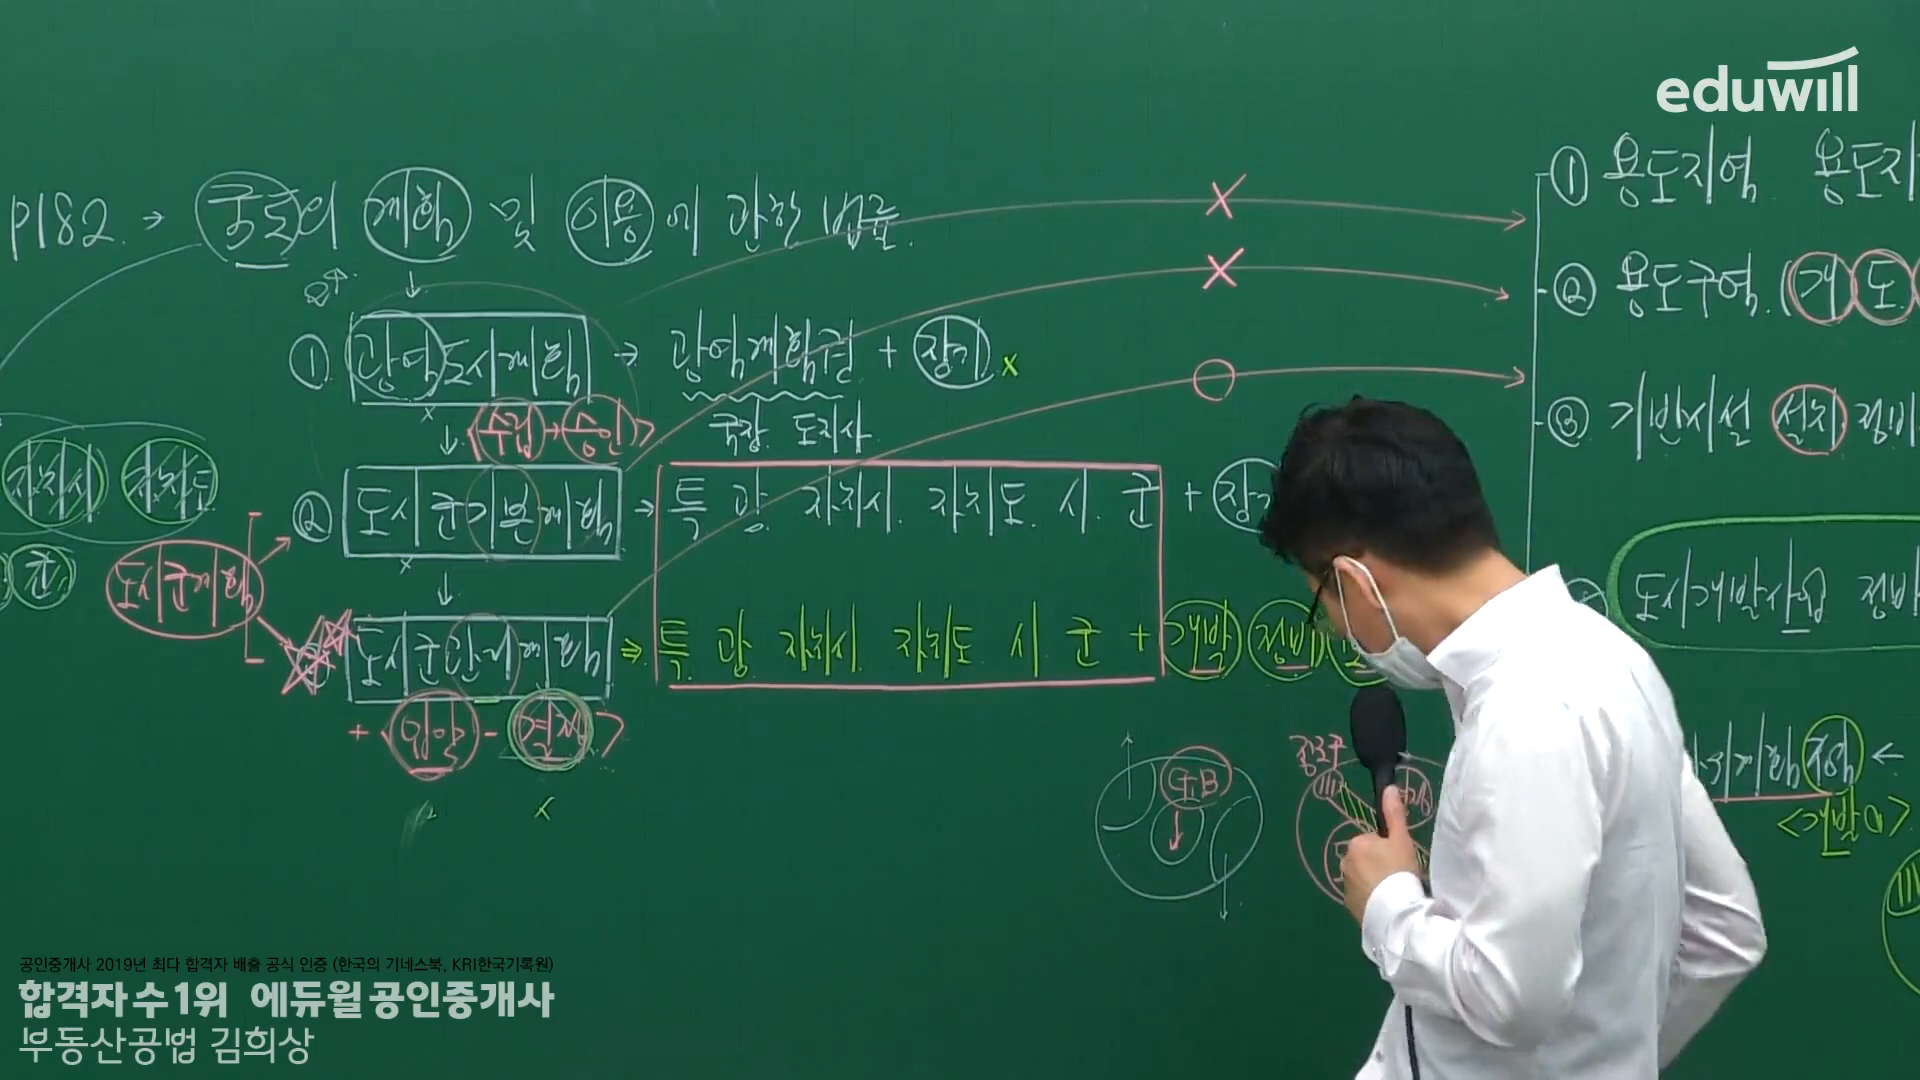 eduwill
P182. → 국토의 계획 및 이용에 관한 법률.
① 용도지역 용도지
② 용도구역. (개 도
① 광역도시계획 → 광역계획권 + 장기 x
<수립→승인>
국장. 도지사
③ 기반시설 설치 정비
자치시 자치도
② 도시군기본계획 → 특. 광. 자치시. 자치도. 시. 군 + 장기
군
도시군계획
도시개발사업 정비
도시군관리계획 ⇒ 특. 광. 자치시. 자치도. 시. 군 + 개발 정비
+ <입안 - 결정>
G.B
계획 ←
<개발 >
공인중개사 2019년 최다 합격자 배출 공식 인증 (한국의 기네스북, KRI한국기록원)
합격자 수 1위 에듀윌 공인중개사
부동산공법 김희상